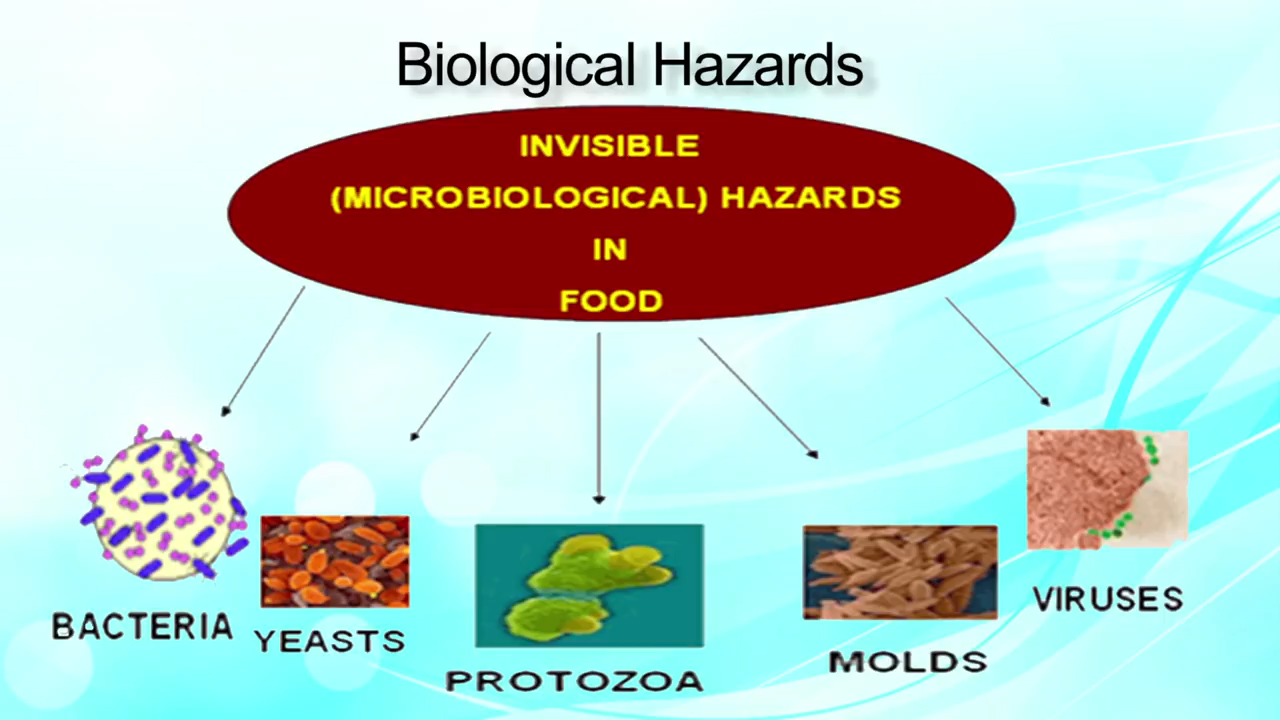 Biological Hazards
INVISIBLE
(MICROBIOLOGICAL) HAZARDS
IN
FOOD
BACTERIA
YEASTS
PROTOZOA
MOLDS
VIRUSES